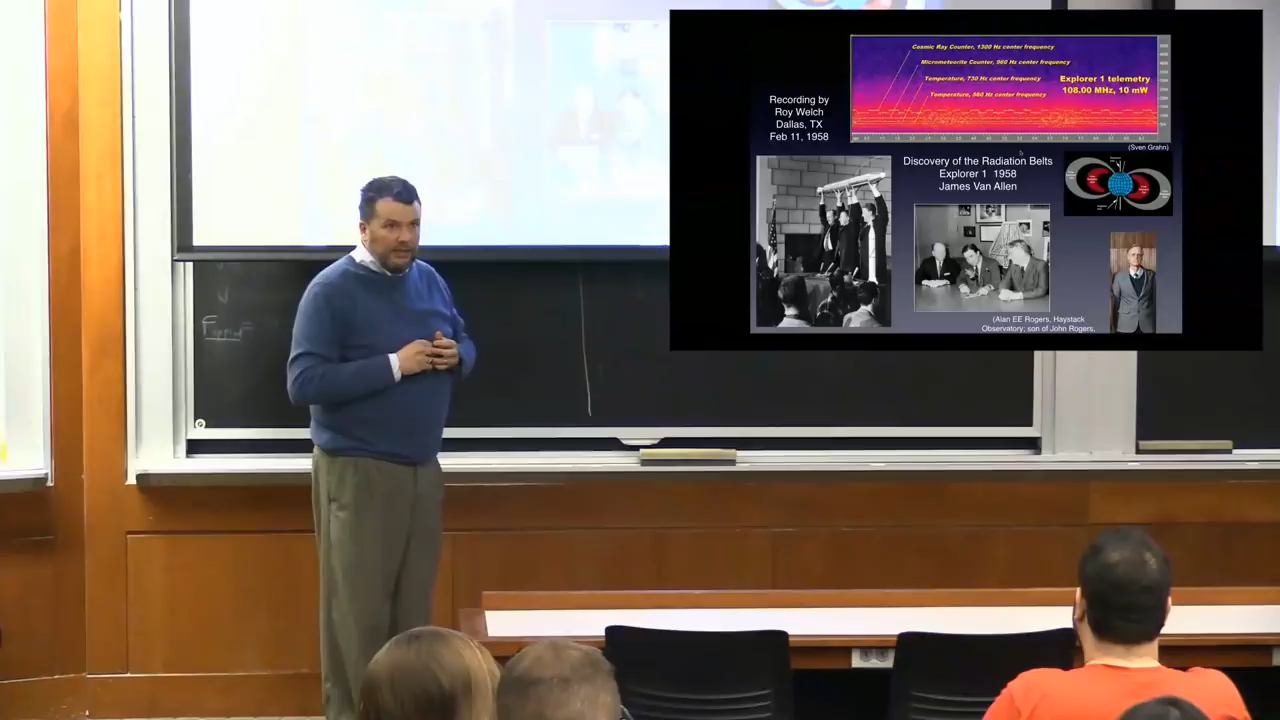 Cosmic Ray Counter, 1300 Hz center frequency
Micrometeorite Counter, 960 Hz center frequency
Temperature, 730 Hz center frequency
Temperature, 560 Hz center frequency
Explorer 1 telemetry
108.00 MHz, 10 mW
Recording by
Roy Welch
Dallas, TX
Feb 11, 1958
(Sven Grahn)
Discovery of the Radiation Belts
Explorer 1 1958
James Van Allen
(Alan EE Rogers, Haystack
Observatory; son of John Rogers,